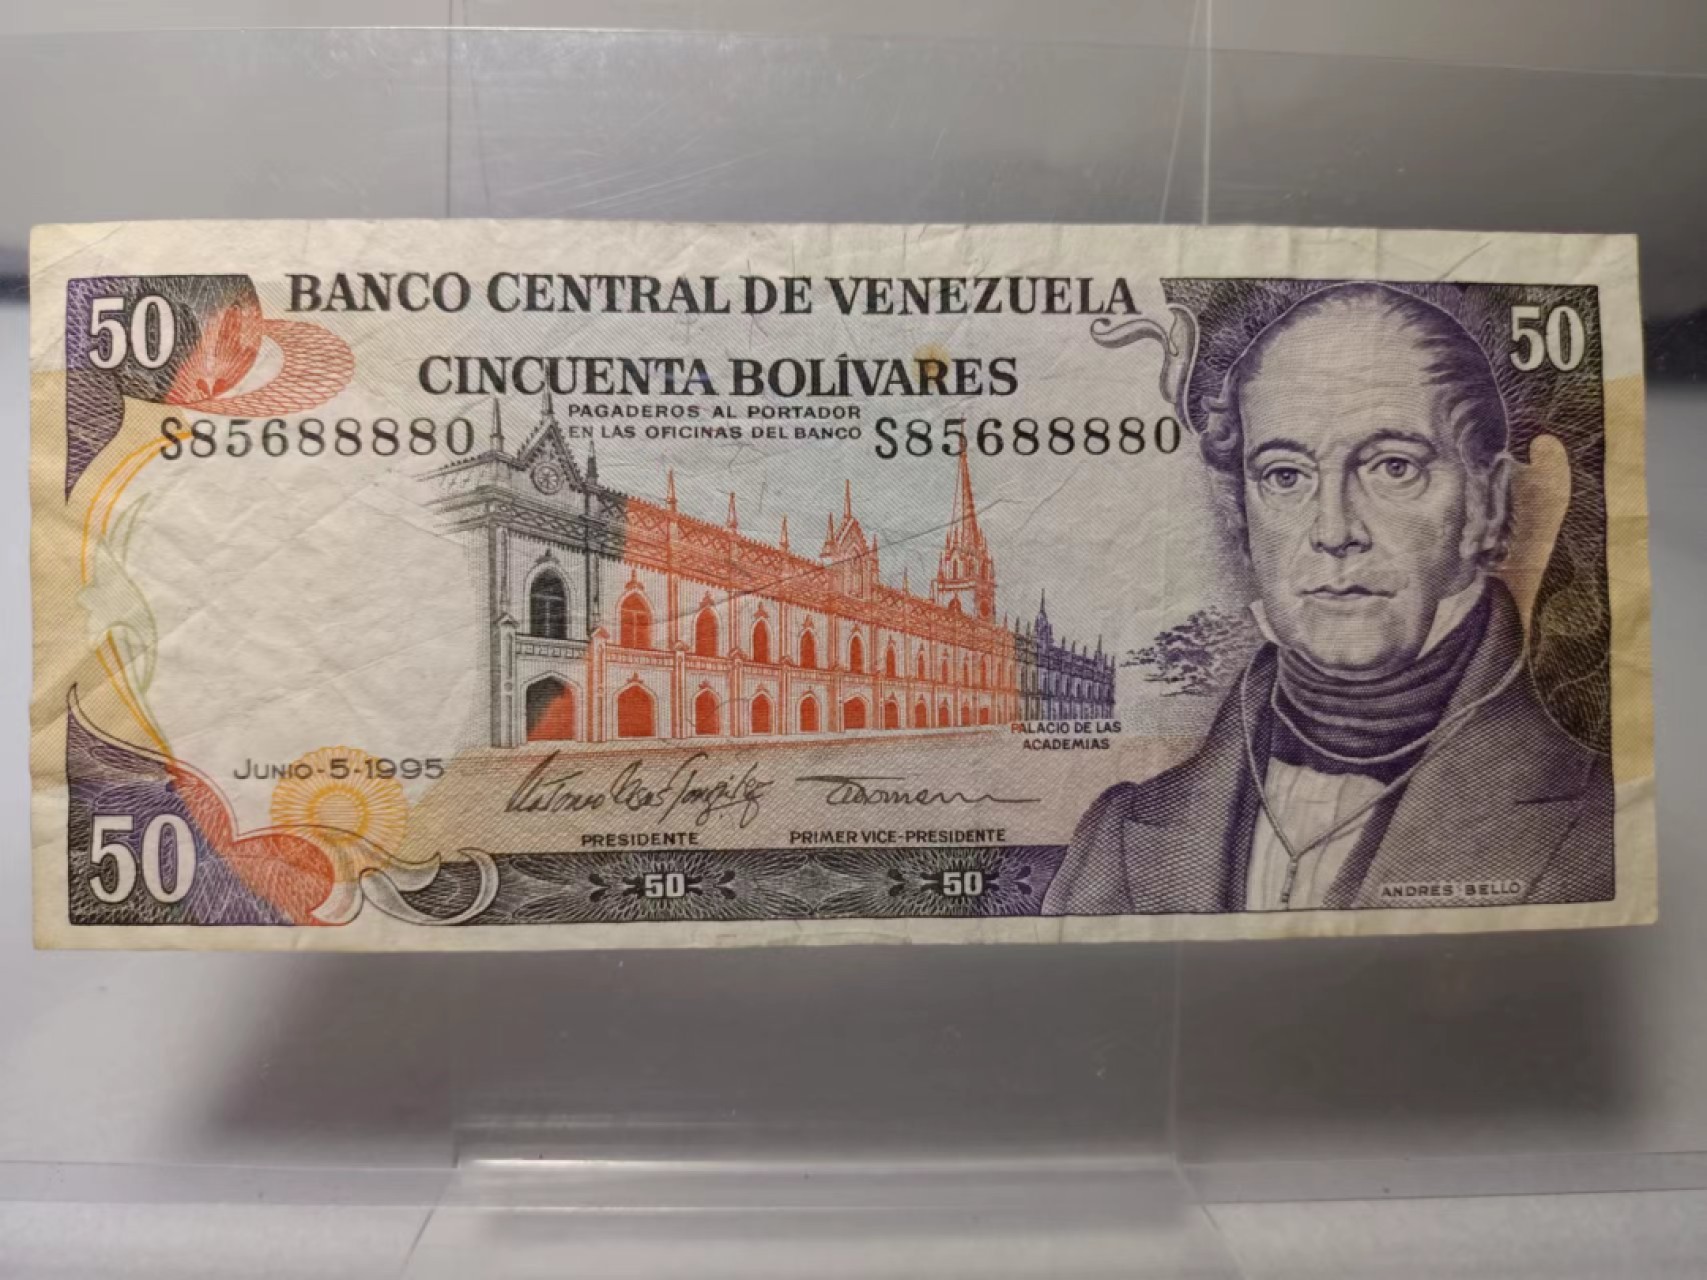 BANCO CENTRAL DE VENEZUELA
50
50
CINCUENTA BOLÍVARES
PAGADEROS AL PORTADOR
EN LAS OFICINAS DEL BANCO
S85688880
S85688880
PALACIO DE LAS
ACADEMIAS
JUNIO-5-1995
PRESIDENTE
PRIMER VICE-PRESIDENTE
50
50
50
ANDRES BELLO